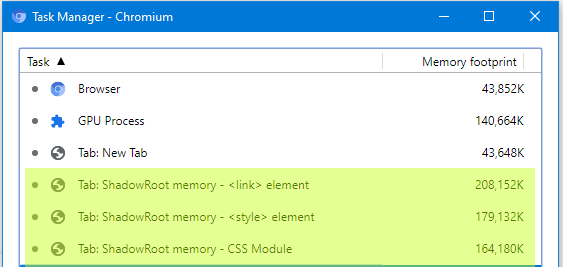 Task Manager - Chromium
Task ▲ Memory footprint
Browser 43,852K
GPU Process 140,664K
Tab: New Tab 43,648K
Tab: ShadowRoot memory - <link> element 208,152K
Tab: ShadowRoot memory - <style> element 179,132K
Tab: ShadowRoot memory - CSS Module 164,180K